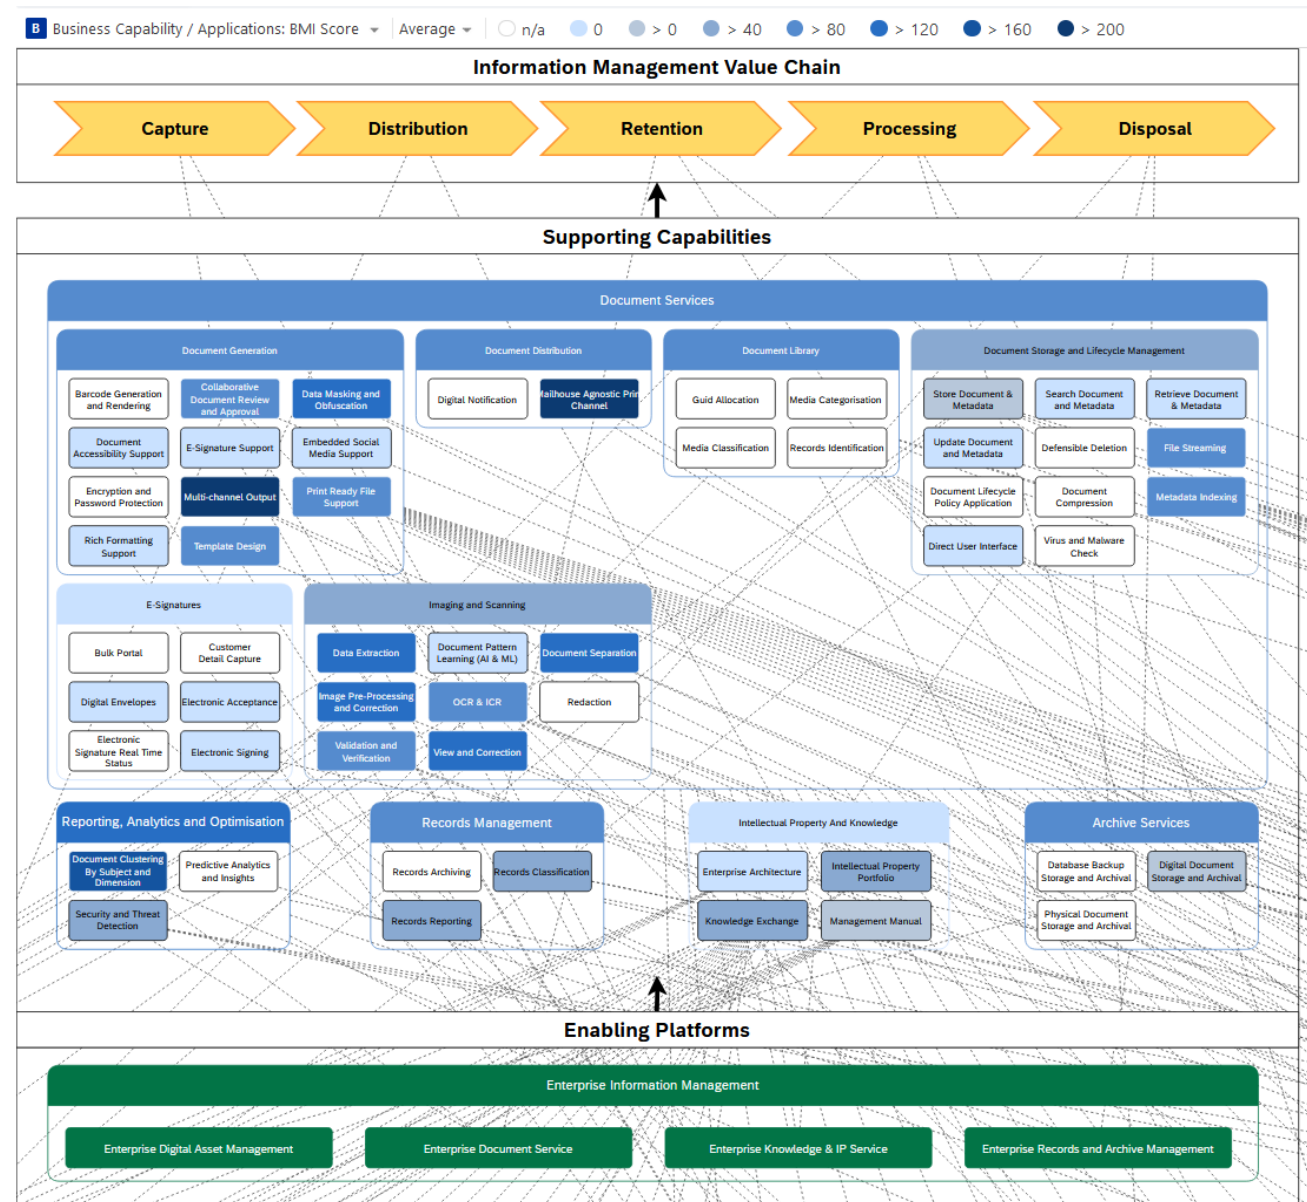 B Business Capability / Applications: BMI Score Average n/a 0 > 0 > 40 > 80 > 120 > 160 > 200
Information Management Value Chain
Capture Distribution Retention Processing Disposal
Supporting Capabilities
Document Services
Document Generation
Barcode Generation
and Rendering
Collaborative
Document Review
and Approval
Data Masking and
Obfuscation
Document
Accessibility Support
E-Signature Support
Embedded Social
Media Support
Encryption and
Password Protection
Multi-channel Output
Print Ready File
Support
Rich Formatting
Support
Template Design
Document Distribution
Digital Notification
Mailhouse Agnostic Prin
Channel
Document Library
Guid Allocation
Media Categorisation
Media Classification
Records Identification
Document Storage and Lifecycle Management
Store Document &
Metadata
Search Document
and Metadata
Retrieve Document
& Metadata
Update Document
and Metadata
Defensible Deletion
File Streaming
Document Lifecycle
Policy Application
Document
Compression
Metadata Indexing
Direct User Interface
Virus and Malware
Check
E-Signatures
Bulk Portal
Customer
Detail Capture
Digital Envelopes
Electronic Acceptance
Electronic
Signature Real Time
Status
Electronic Signing
Imaging and Scanning
Data Extraction
Document Pattern
Learning (AI & ML)
Document Separation
Image Pre-Processing
and Correction
OCR & ICR
Redaction
Validation and
Verification
View and Correction
Reporting, Analytics and Optimisation
Document Clustering
By Subject and
Dimension
Predictive Analytics
and Insights
Security and Threat
Detection
Records Management
Records Archiving
Records Classification
Records Reporting
Intellectual Property And Knowledge
Enterprise Architecture
Intellectual Property
Portfolio
Knowledge Exchange
Management Manual
Archive Services
Database Backup
Storage and Archival
Digital Document
Storage and Archival
Physical Document
Storage and Archival
Enabling Platforms
Enterprise Information Management
Enterprise Digital Asset Management
Enterprise Document Service
Enterprise Knowledge & IP Service
Enterprise Records and Archive Management